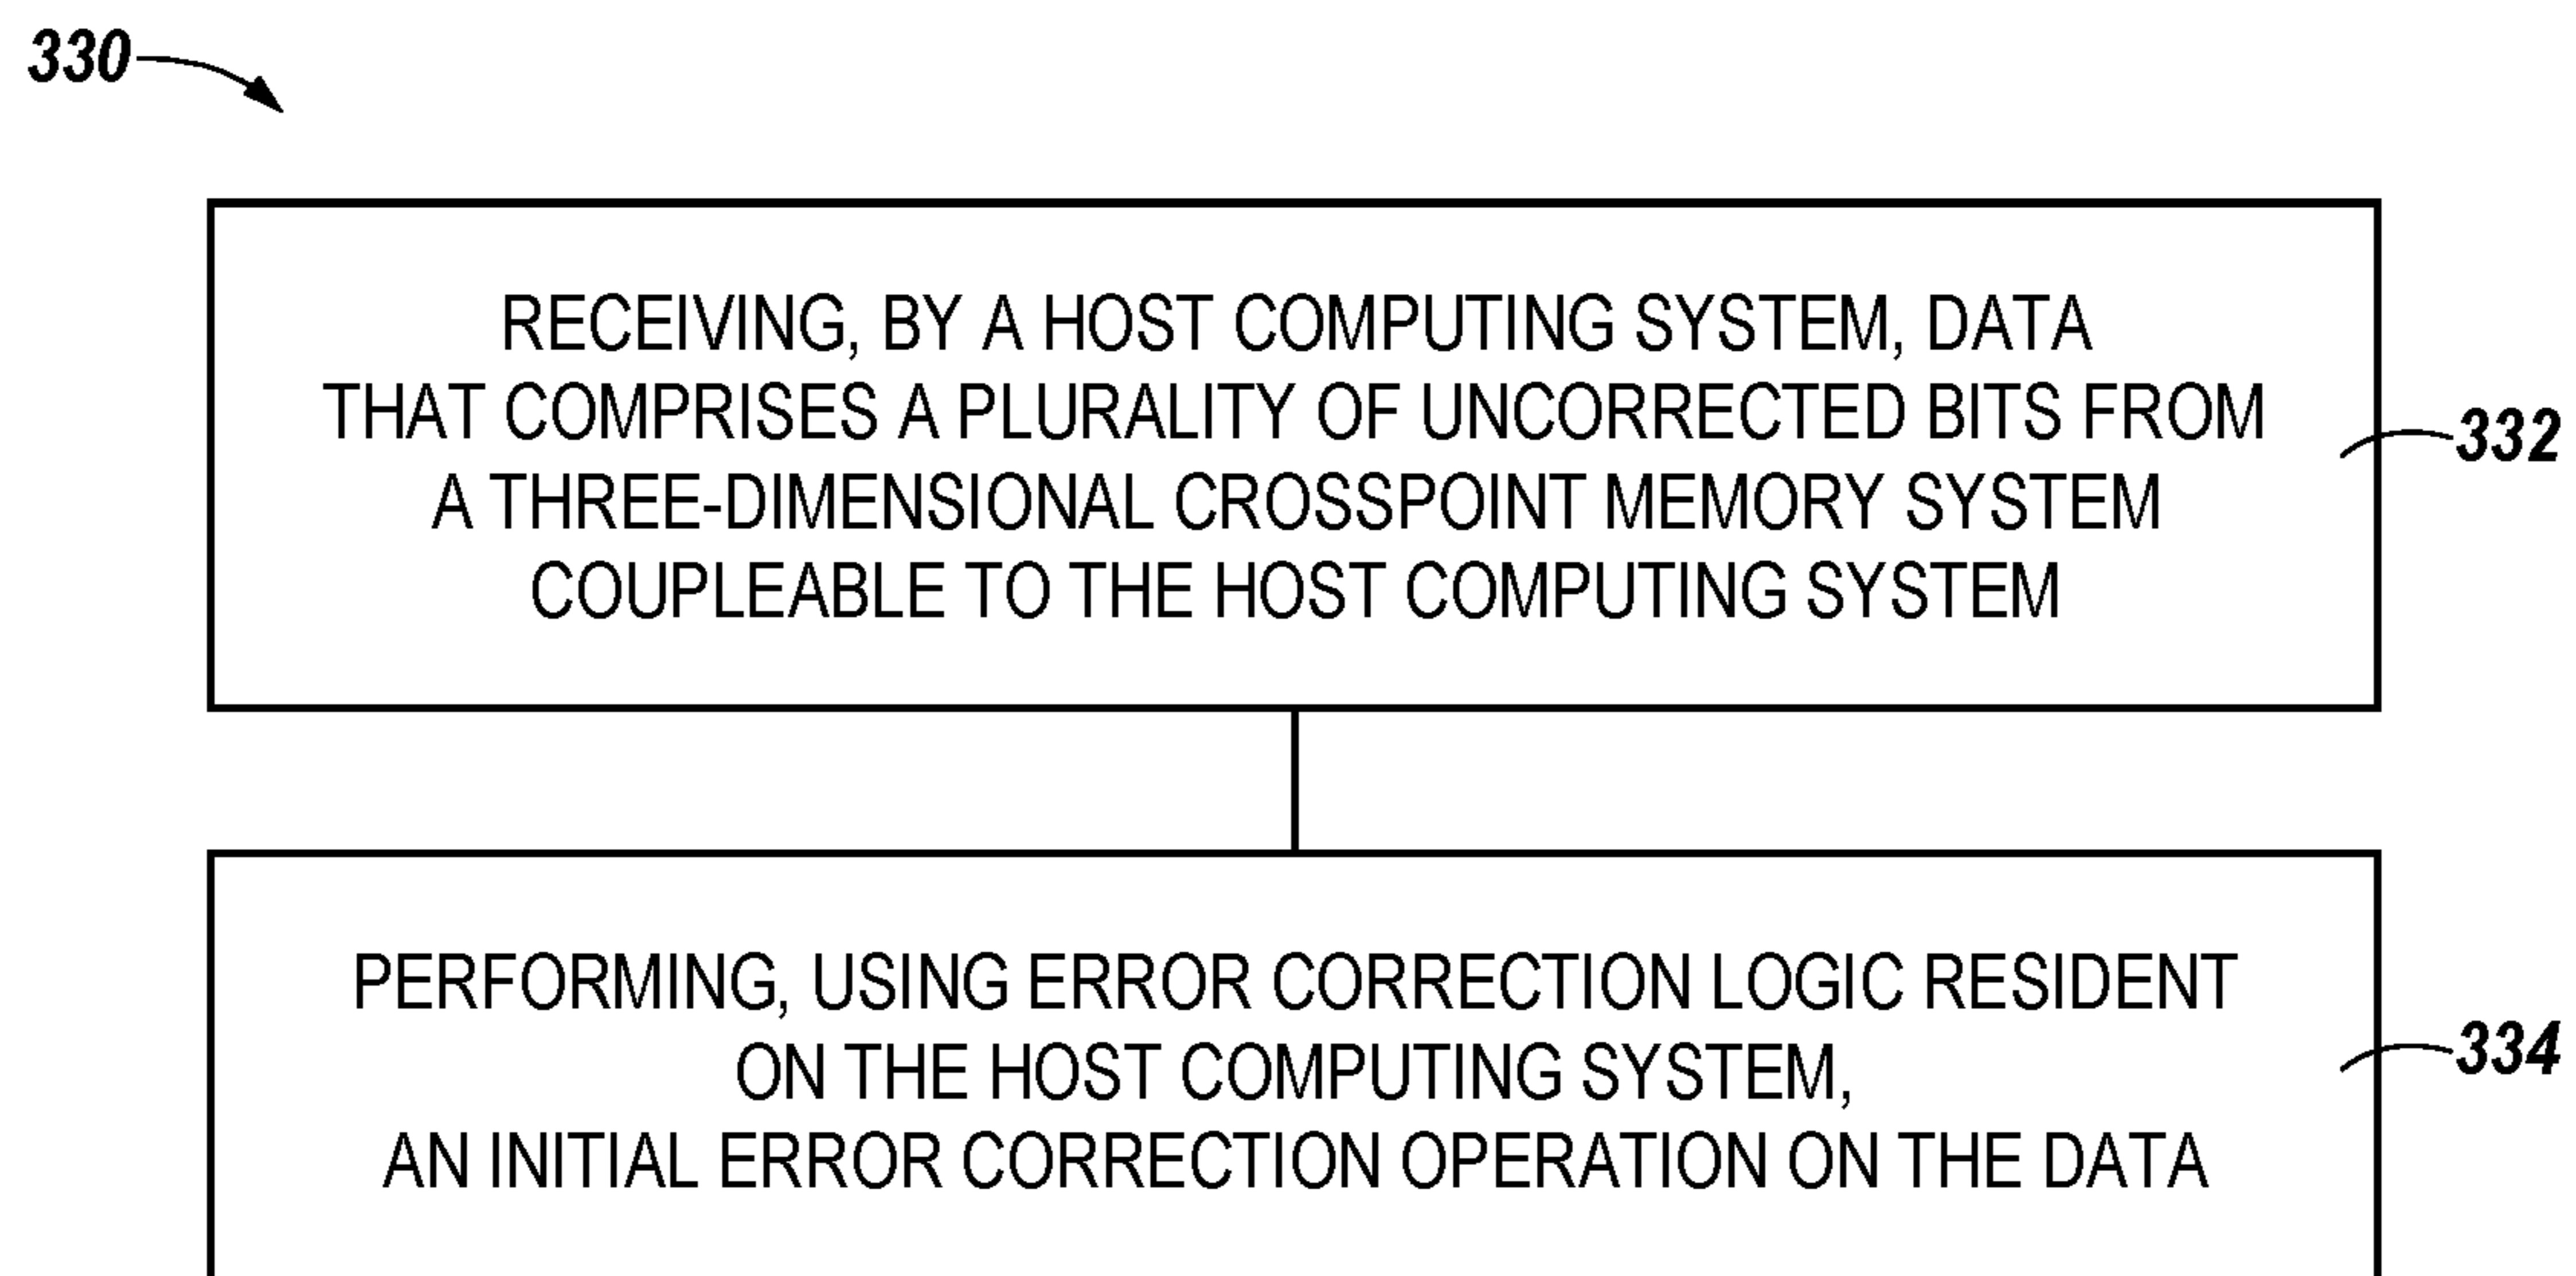 330
RECEIVING, BY A HOST COMPUTING SYSTEM, DATA
THAT COMPRISES A PLURALITY OF UNCORRECTED BITS FROM
A THREE-DIMENSIONAL CROSSPOINT MEMORY SYSTEM
COUPLEABLE TO THE HOST COMPUTING SYSTEM
332
PERFORMING, USING ERROR CORRECTION LOGIC RESIDENT
ON THE HOST COMPUTING SYSTEM,
AN INITIAL ERROR CORRECTION OPERATION ON THE DATA
334